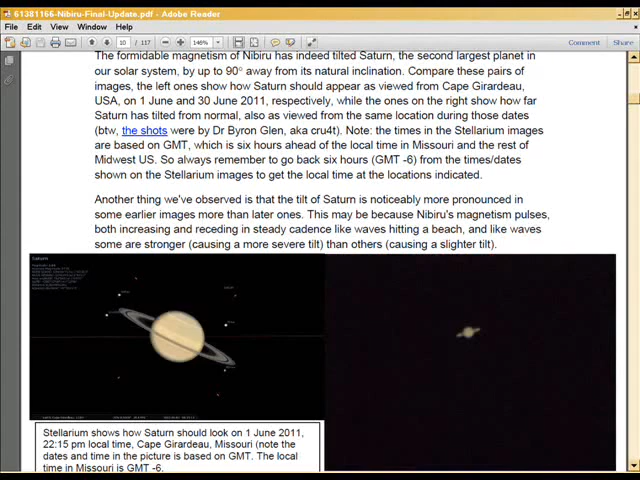 61381166-Nibiru-Final-Update.pdf - Adobe Reader
File Edit View Window Help
10 / 117 146% Comment Share
The formidable magnetism of Nibiru has indeed tilted Saturn, the second largest planet in
our solar system, by up to 90° away from its natural inclination. Compare these pairs of
images, the left ones show how Saturn should appear as viewed from Cape Girardeau,
USA, on 1 June and 30 June 2011, respectively, while the ones on the right show how far
Saturn has tilted from normal, also as viewed from the same location during those dates
(btw, the shots were by Dr Byron Glen, aka cru4t). Note: the times in the Stellarium images
are based on GMT, which is six hours ahead of the local time in Missouri and the rest of
Midwest US. So always remember to go back six hours (GMT -6) from the times/dates
shown on the Stellarium images to get the local time at the locations indicated.
Another thing we've observed is that the tilt of Saturn is noticeably more pronounced in
some earlier images more than later ones. This may be because Nibiru's magnetism pulses,
both increasing and receding in steady cadence like waves hitting a beach, and like waves
some are stronger (causing a more severe tilt) than others (causing a slighter tilt).
Saturn
Stellarium shows how Saturn should look on 1 June 2011,
22:15 pm local time, Cape Girardeau, Missouri (note the
dates and time in the picture is based on GMT. The local
time in Missouri is GMT -6.